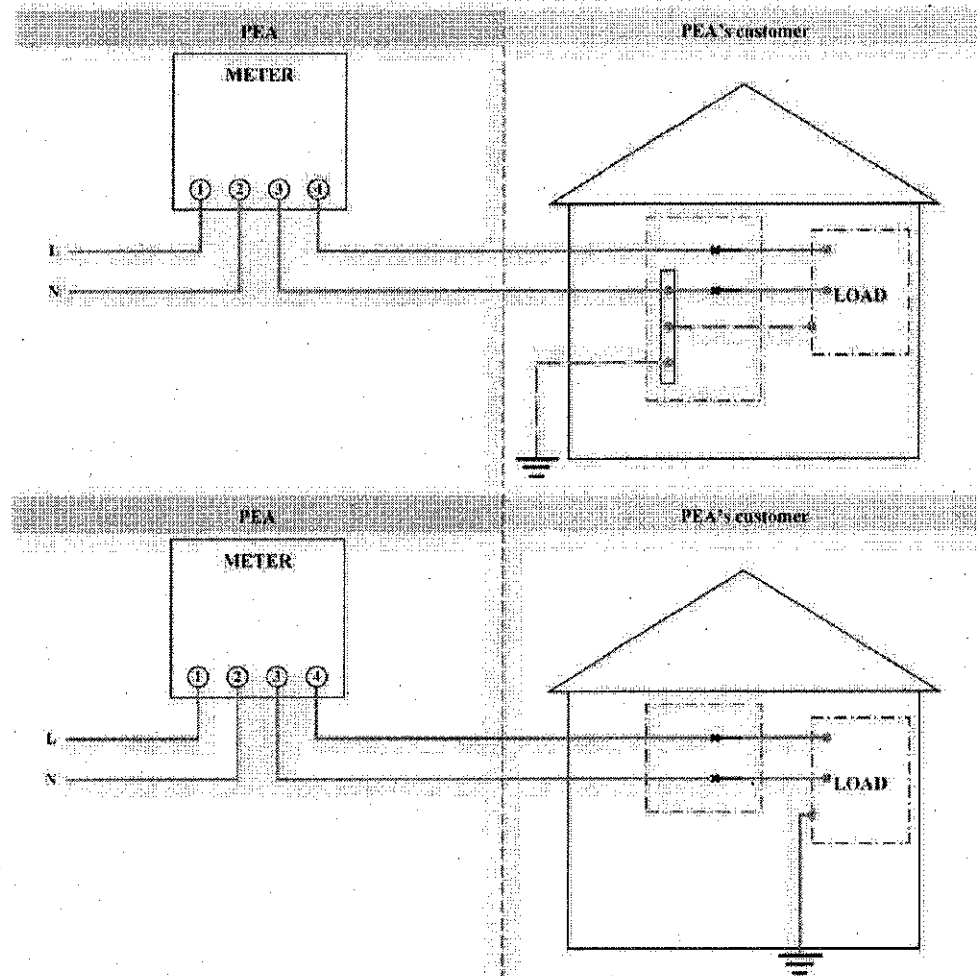 PEA PEA's customer
METER
① ② ③ ④
L
N
LOAD
PEA PEA's customer
METER
① ② ③ ④
L
N
LOAD